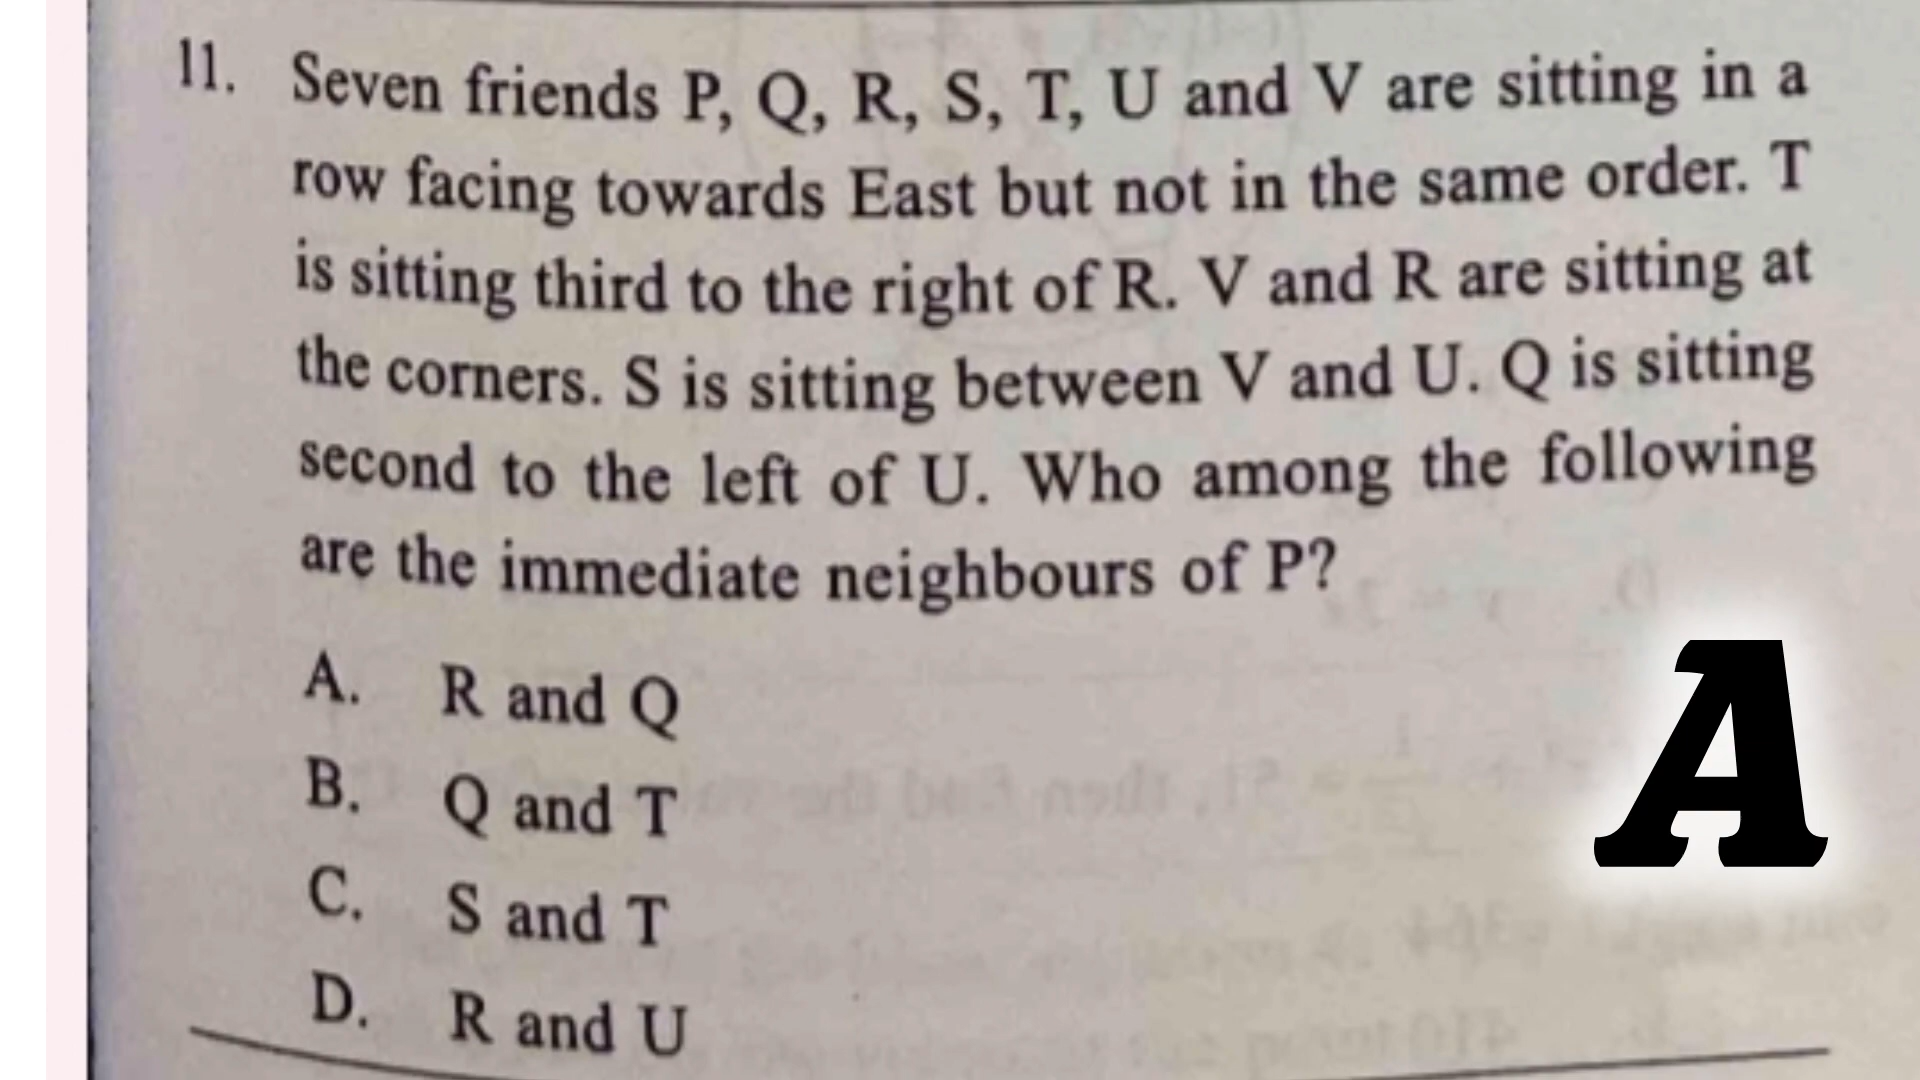 11. Seven friends P, Q, R, S, T, U and V are sitting in a
row facing towards East but not in the same order. T
is sitting third to the right of R. V and R are sitting at
the corners. S is sitting between V and U. Q is sitting
second to the left of U. Who among the following
are the immediate neighbours of P?
A. R and Q
B. Q and T
C. S and T
D. R and U
A